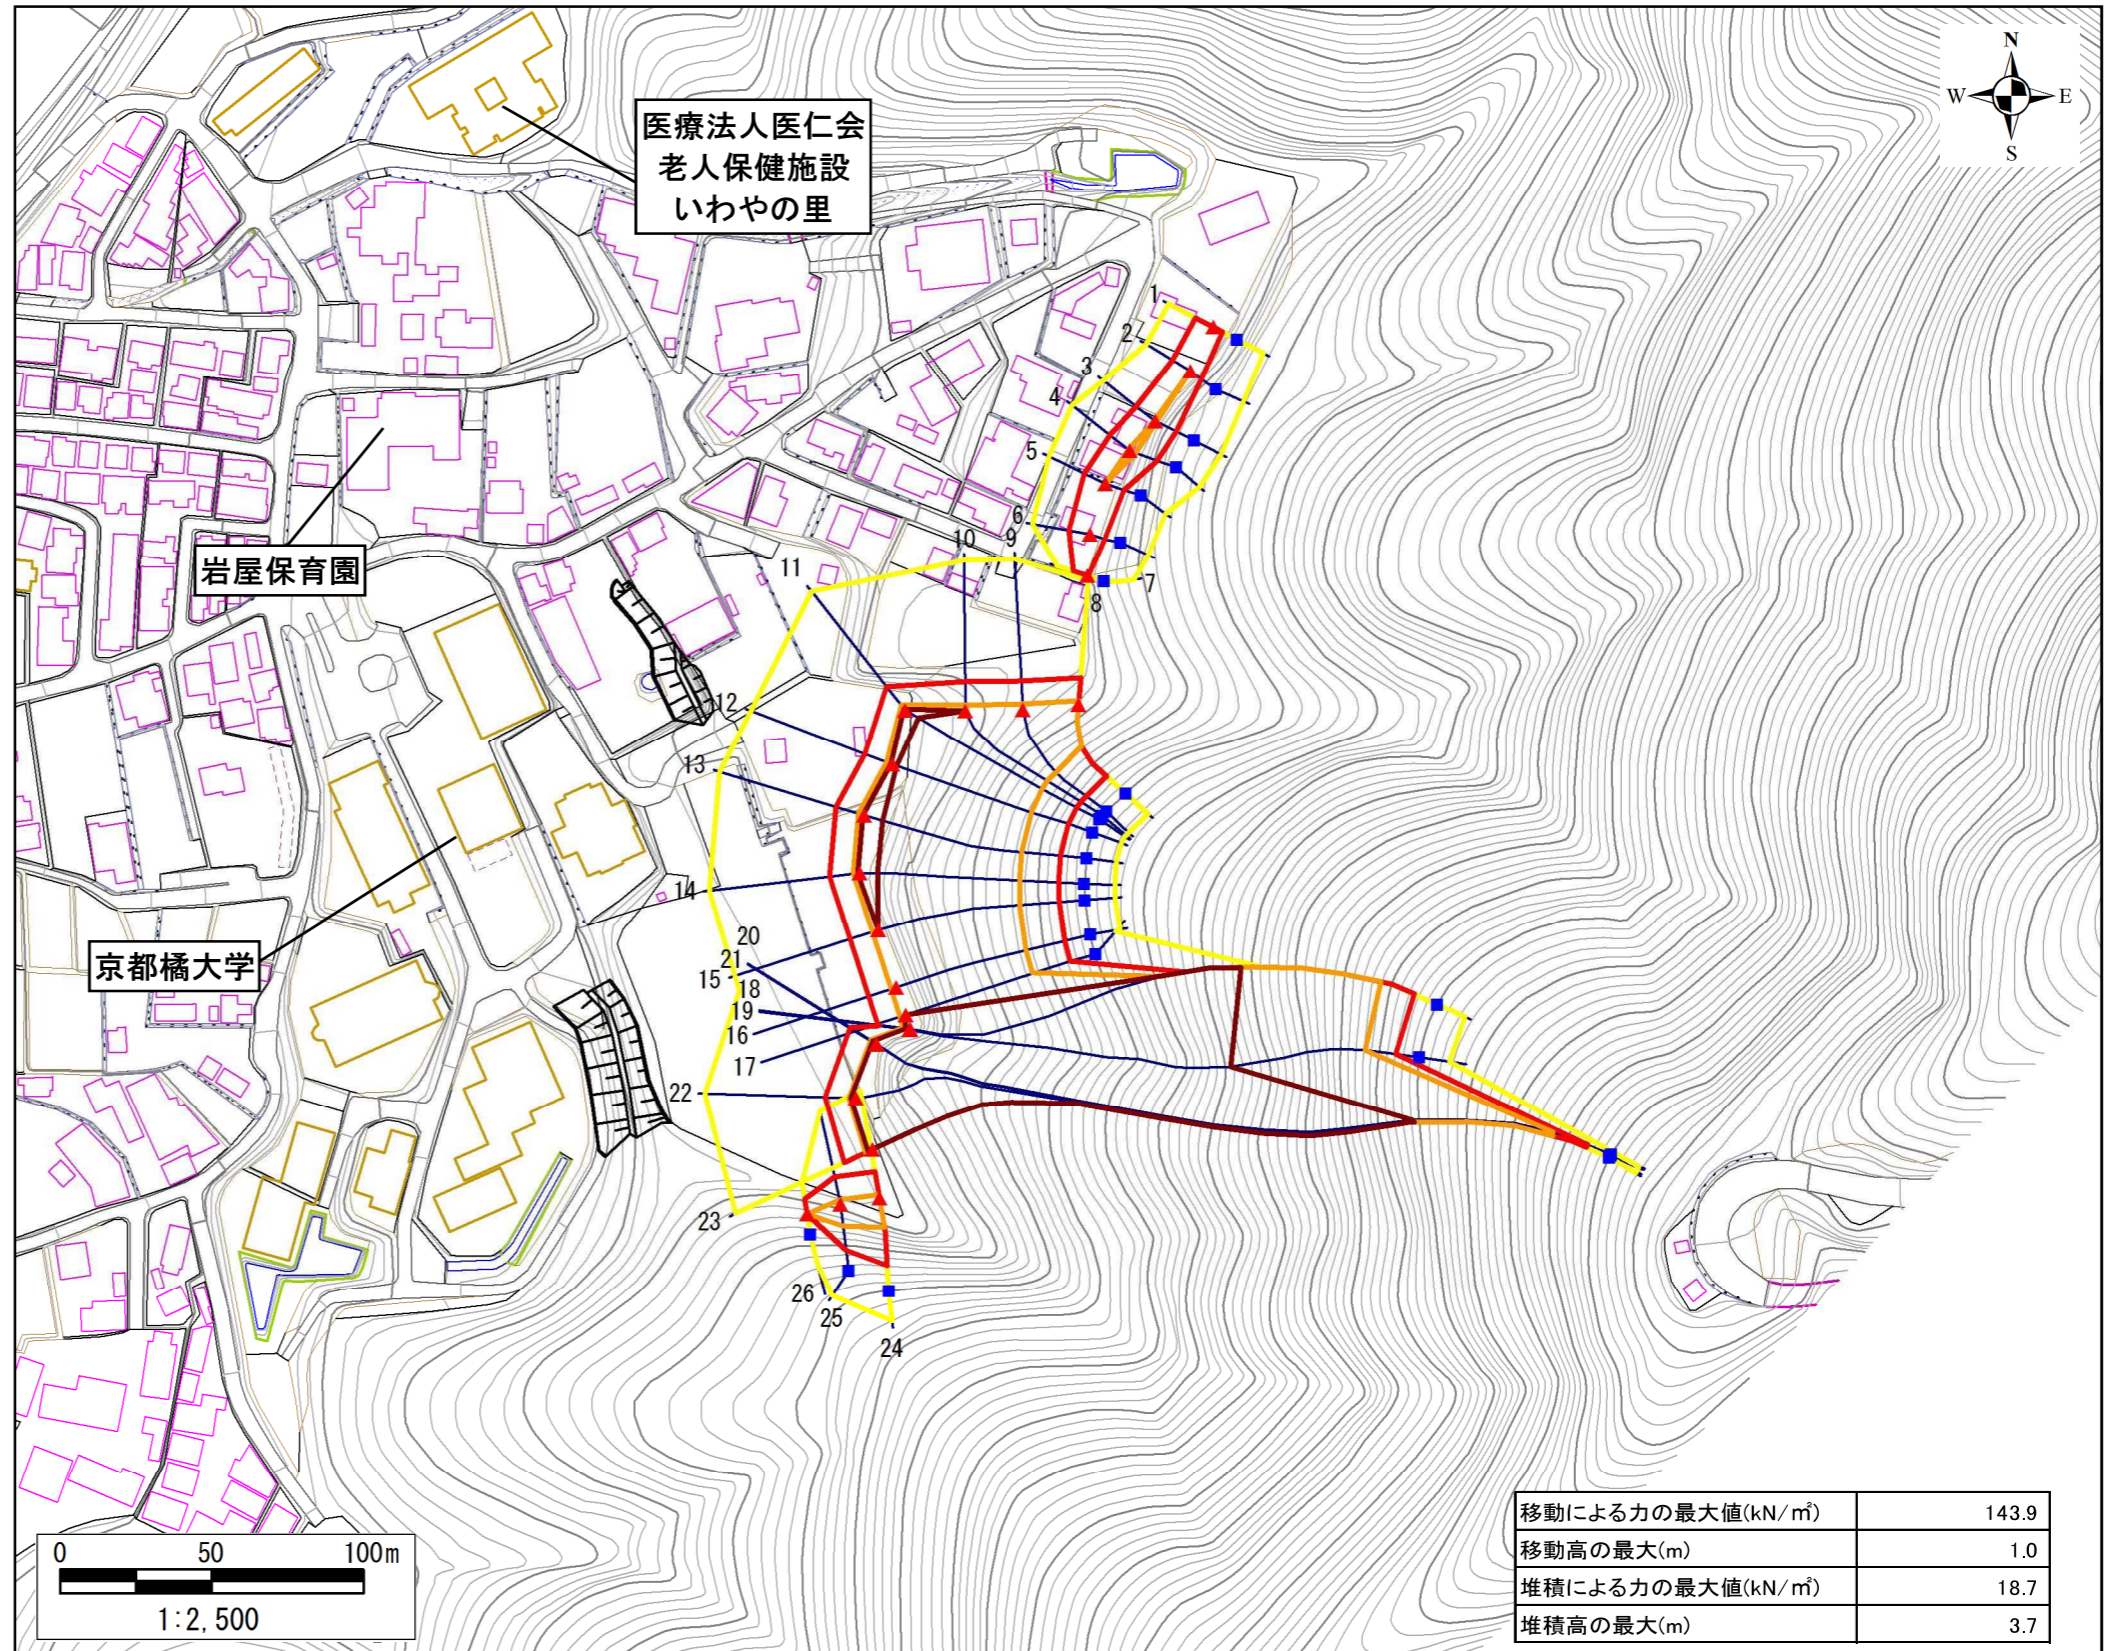 N
W E
S
医療法人医仁会
老人保健施設
いわやの里
1
2
3
4
5
6
10 9
11
7
8
岩屋保育園
12
13
14
20
21
京都橘大学
15
18
19
16
17
22
23
26
25
24
0 50 100m
1:2,500
移動による力の最大値(kN/㎡) 143.9
移動高の最大(m) 1.0
堆積による力の最大値(kN/㎡) 18.7
堆積高の最大(m) 3.7